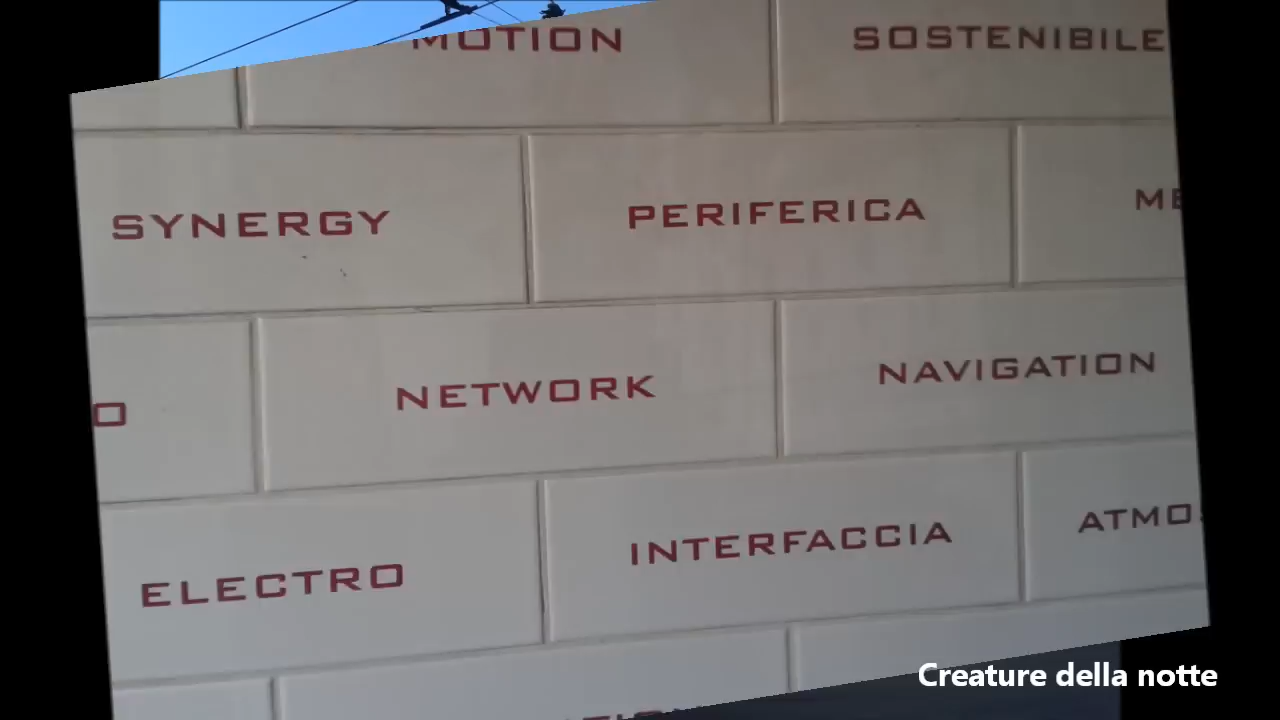 MOTION SOSTENIBILE
SYNERGY PERIFERICA
NETWORK NAVIGATION
ELECTRO INTERFACCIA
Creature della notte